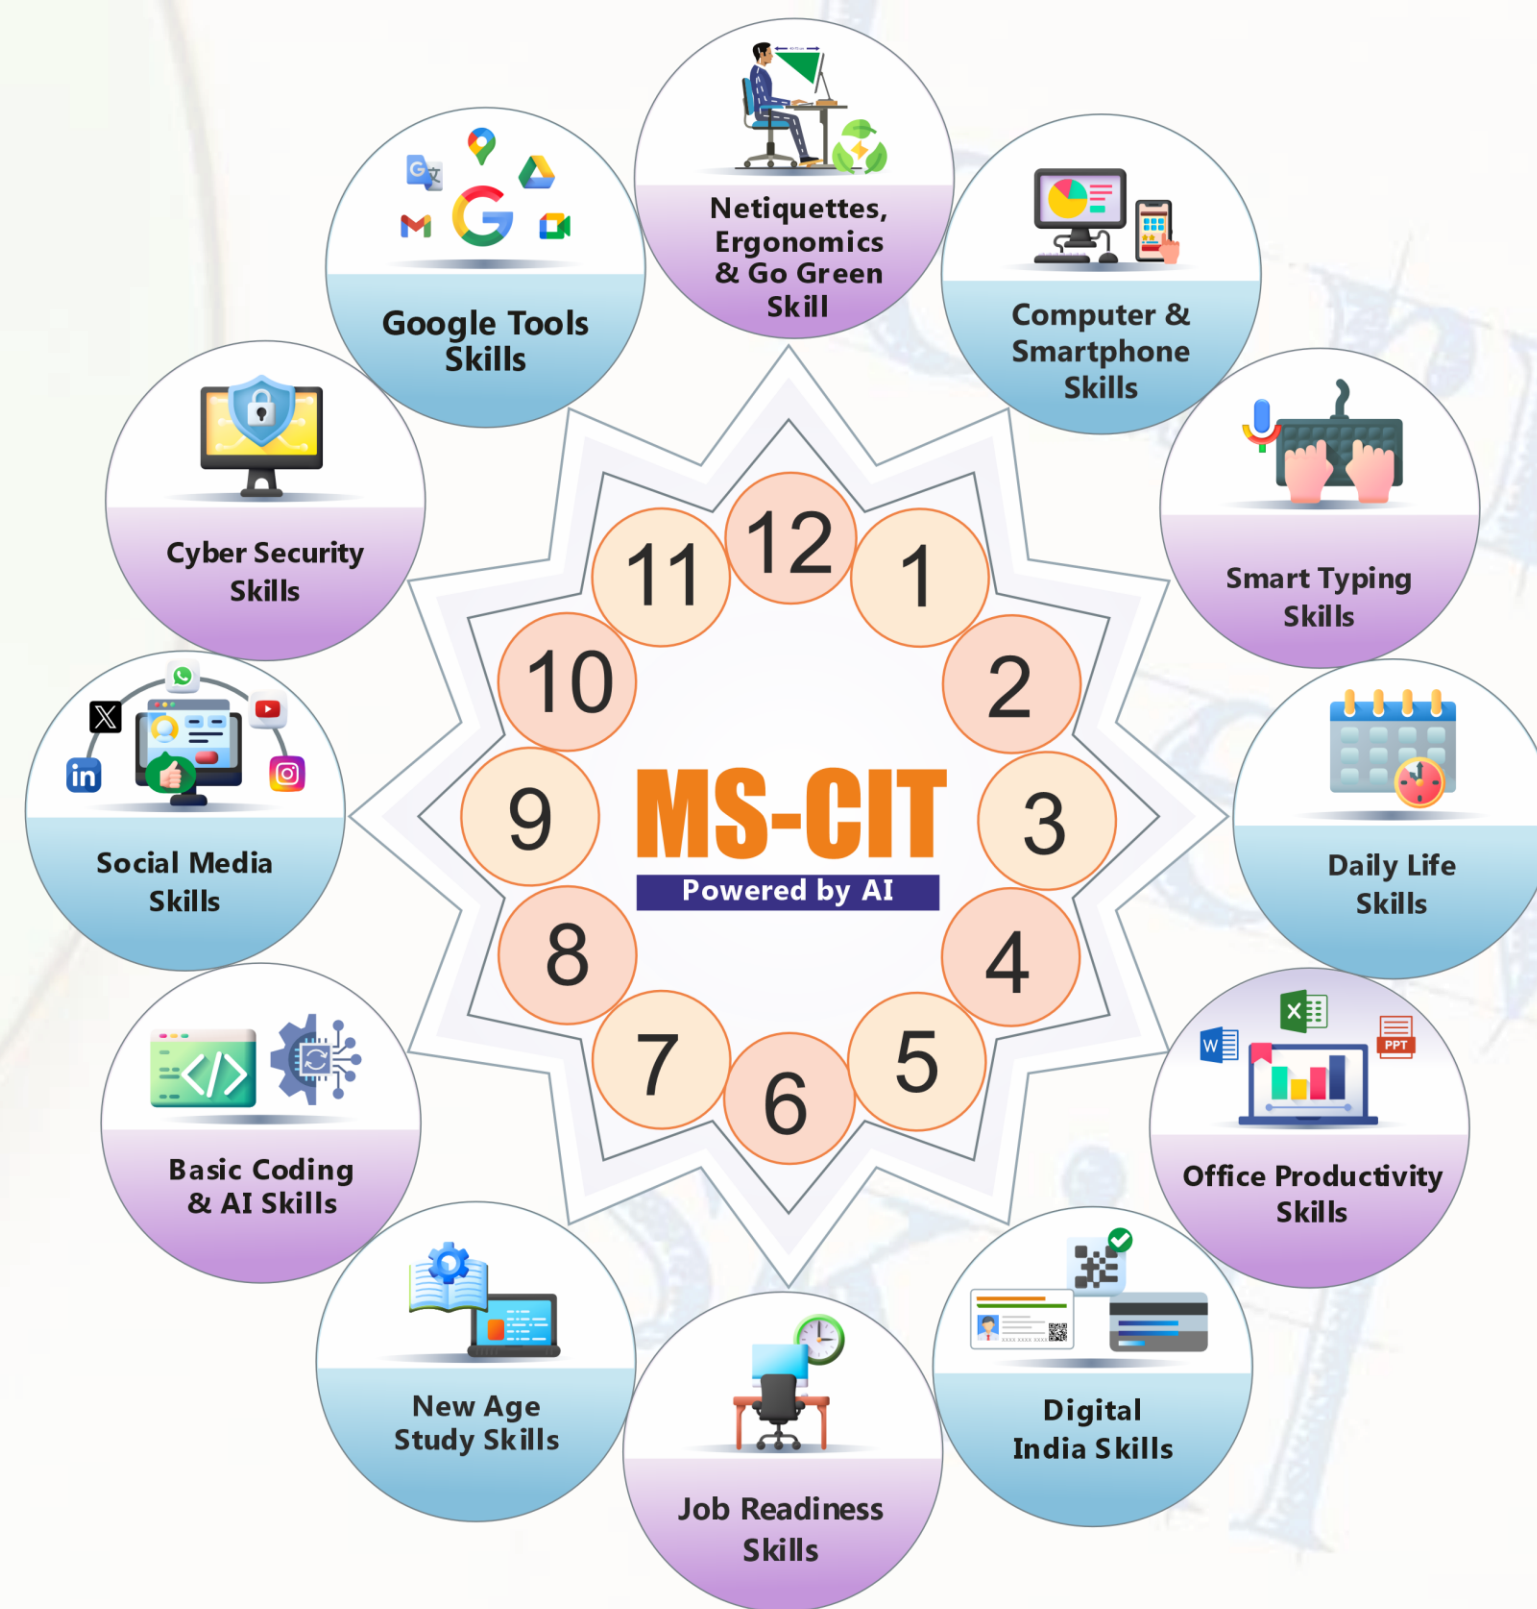 Netiquettes,
Ergonomics
& Go Green
Skill
Computer &
Smartphone
Skills
Smart Typing
Skills
Daily Life
Skills
W
X
PPT
Office Productivity
Skills
Digital
India Skills
Job Readiness
Skills
New Age
Study Skills
</>
Basic Coding
& AI Skills
in
X
Social Media
Skills
Cyber Security
Skills
G
Google Tools
Skills
12
1
2
3
4
5
6
7
8
9
10
11
MS-CIT
Powered by AI